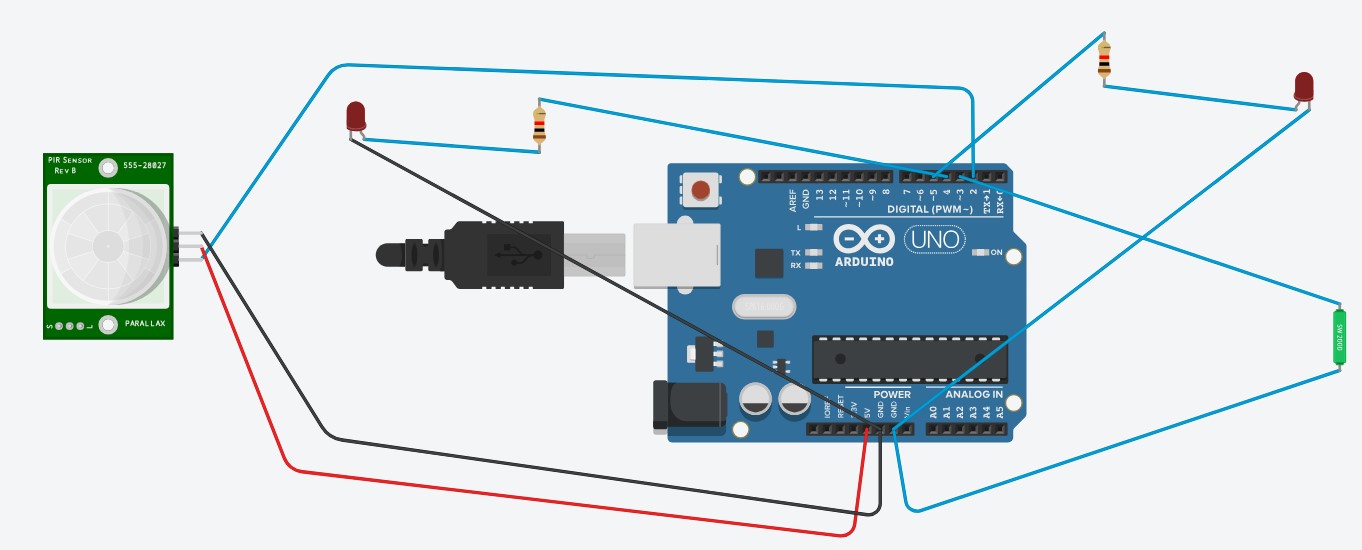 PIR SENSOR
REV B
555-28027
S
L
PARALLAX
AREF
GND
13
12
~11
~10
~9
8
7
~6
~5
4
~3
2
TX→1
RX←0
DIGITAL (PWM~)
L
TX
RX
ARDUINO
UNO
ON
POWER
ANALOG IN
IOREF
RESET
3.3V
5V
GND
GND
Vin
A0
A1
A2
A3
A4
A5
SW 200D